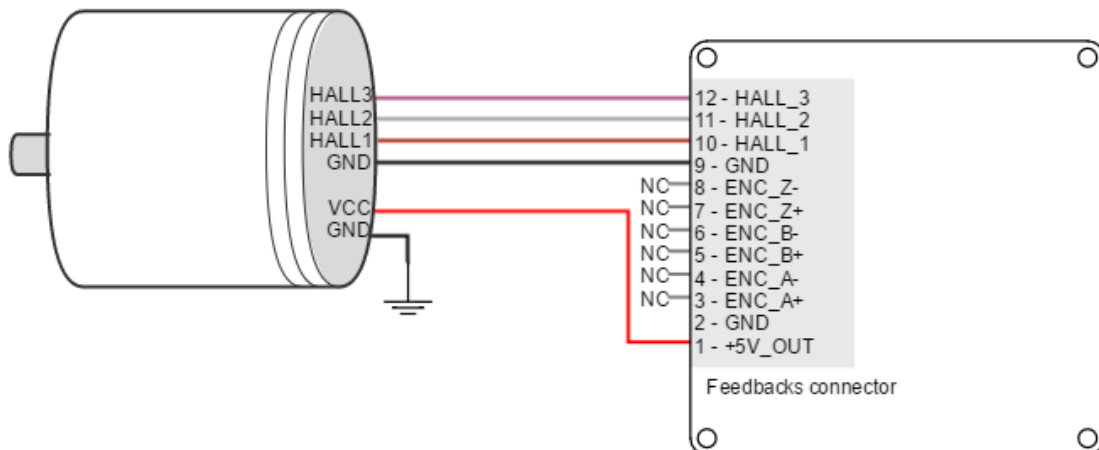 HALL3
HALL2
HALL1
GND
VCC
GND
NC
NC
NC
NC
NC
NC
12 - HALL_3
11 - HALL_2
10 - HALL_1
9 - GND
8 - ENC_Z-
7 - ENC_Z+
6 - ENC_B-
5 - ENC_B+
4 - ENC_A-
3 - ENC_A+
2 - GND
1 - +5V_OUT
Feedbacks connector